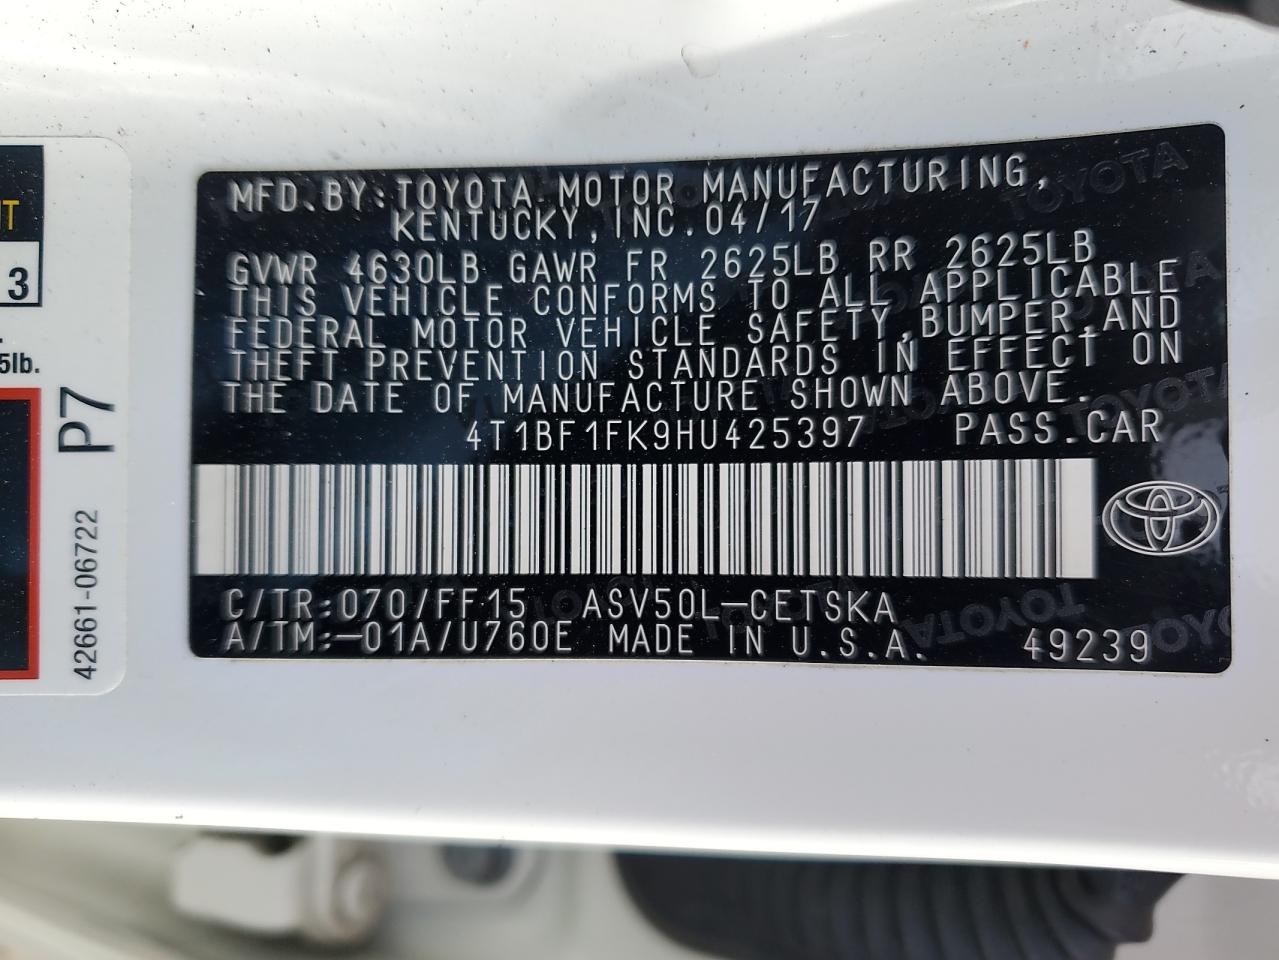 MFD.BY:TOYOTA MOTOR MANUFACTURING,
KENTUCKY,INC.04/17
GVWR 4630LB GAWR FR 2625LB RR 2625LB
THIS VEHICLE CONFORMS TO ALL APPLICABLE
FEDERAL MOTOR VEHICLE SAFETY,BUMPER,AND
THEFT PREVENTION STANDARDS IN EFFECT ON
THE DATE OF MANUFACTURE SHOWN ABOVE.
4T1BF1FK9HU425397 PASS.CAR
C/TR:070/FF15 ASV50L-CETSKA
A/TM:-01A/U760E MADE IN U.S.A. 49239
3
5lb.
P7
42661-06722
TOYOTA
TOYOTA